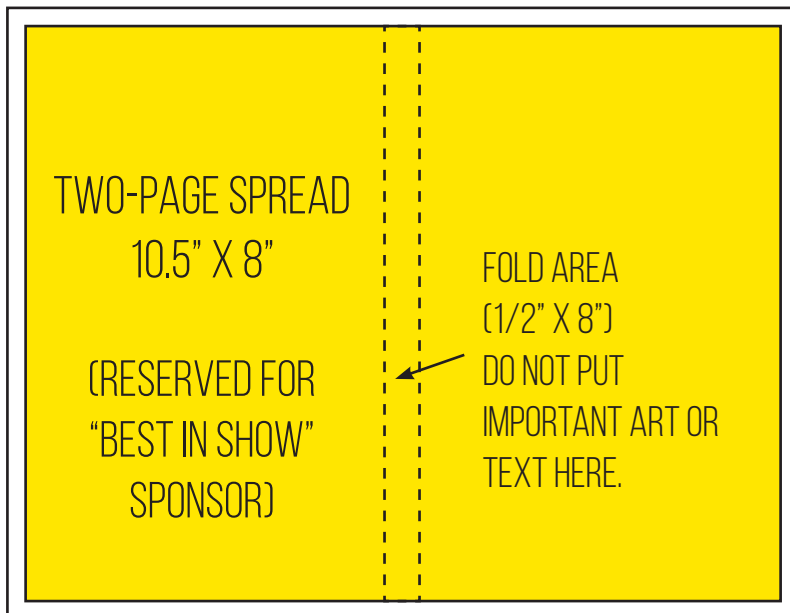 TWO-PAGE SPREAD
10.5” X 8”
(RESERVED FOR
“BEST IN SHOW”
SPONSOR)
FOLD AREA
(1/2” X 8”)
DO NOT PUT
IMPORTANT ART OR
TEXT HERE.